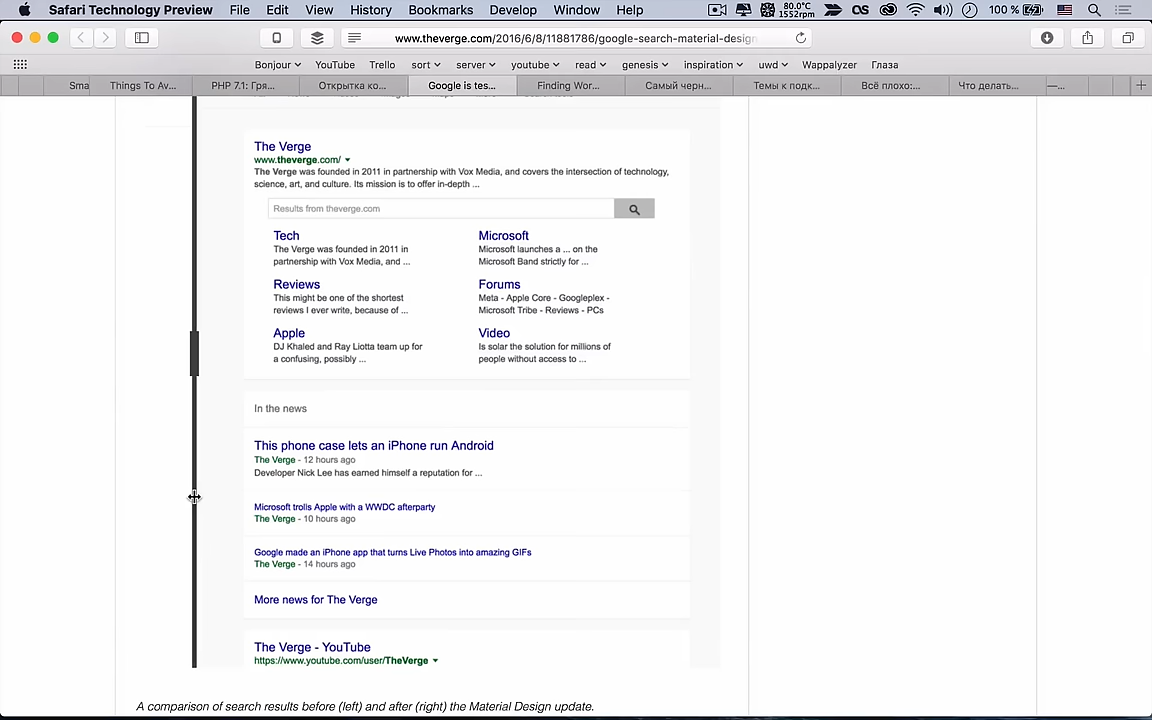 Safari Technology Preview File Edit View History Bookmarks Develop Window Help 80.0°C 1552rpm OS 100 %
www.theverge.com/2016/6/8/11881786/google-search-material-design
Bonjour YouTube Trello sort server youtube read genesis inspiration uwd Wappalyzer Глаза
Sma Things To Av... PHP 7.1: Гря... Открытка ко... Google is tes... Finding Wor... Самый черн... Темы к подк... Всё плохо:... Что делать... —...
The Verge
www.theverge.com/
The Verge was founded in 2011 in partnership with Vox Media, and covers the intersection of technology,
science, art, and culture. Its mission is to offer in-depth ...
Results from theverge.com
Tech
The Verge was founded in 2011 in
partnership with Vox Media, and ...
Microsoft
Microsoft launches a ... on the
Microsoft Band strictly for ...
Reviews
This might be one of the shortest
reviews I ever write, because of ...
Forums
Meta - Apple Core - Googleplex -
Microsoft Tribe - Reviews - PCs
Apple
DJ Khaled and Ray Liotta team up for
a confusing, possibly ...
Video
Is solar the solution for millions of
people without access to ...
In the news
This phone case lets an iPhone run Android
The Verge - 12 hours ago
Developer Nick Lee has earned himself a reputation for ...
Microsoft trolls Apple with a WWDC afterparty
The Verge - 10 hours ago
Google made an iPhone app that turns Live Photos into amazing GIFs
The Verge - 14 hours ago
More news for The Verge
The Verge - YouTube
https://www.youtube.com/user/TheVerge
A comparison of search results before (left) and after (right) the Material Design update.